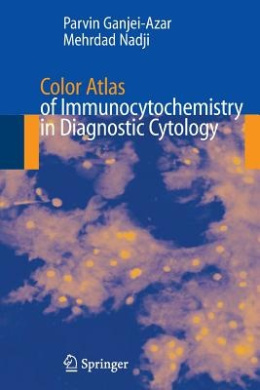 Parvin Ganjei-Azar
Mehrdad Nadji
Color Atlas
of Immunocytochemistry
in Diagnostic Cytology
Springer